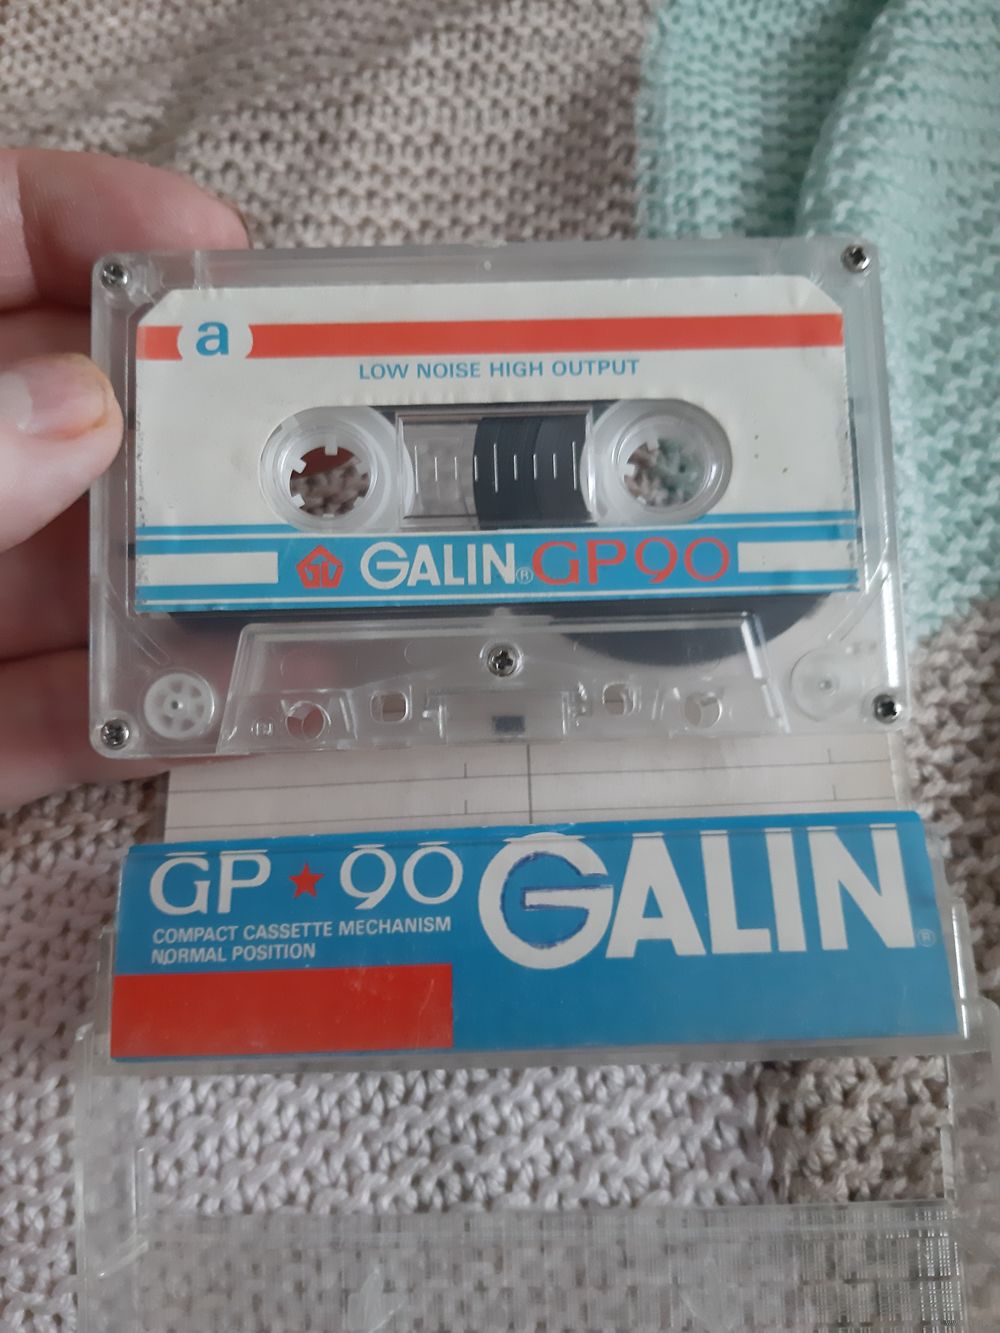 a
LOW NOISE HIGH OUTPUT
GALIN® GP90
GP★90
COMPACT CASSETTE MECHANISM
NORMAL POSITION
GALIN®